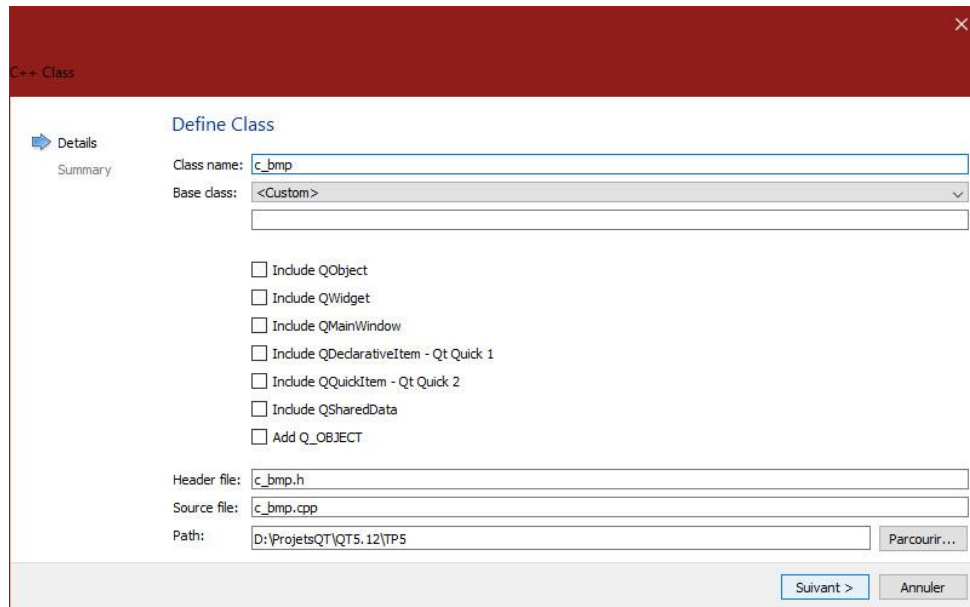 C++ Class
Details
Summary
Define Class
Class name: c_bmp
Base class: <Custom>
Include QObject
Include QWidget
Include QMainWindow
Include QDeclarativeItem - Qt Quick 1
Include QQuickItem - Qt Quick 2
Include QSharedData
Add Q_OBJECT
Header file: c_bmp.h
Source file: c_bmp.cpp
Path: D:\ProjetsQT\QT5.12\TP5 Parcourir...
Suivant > Annuler